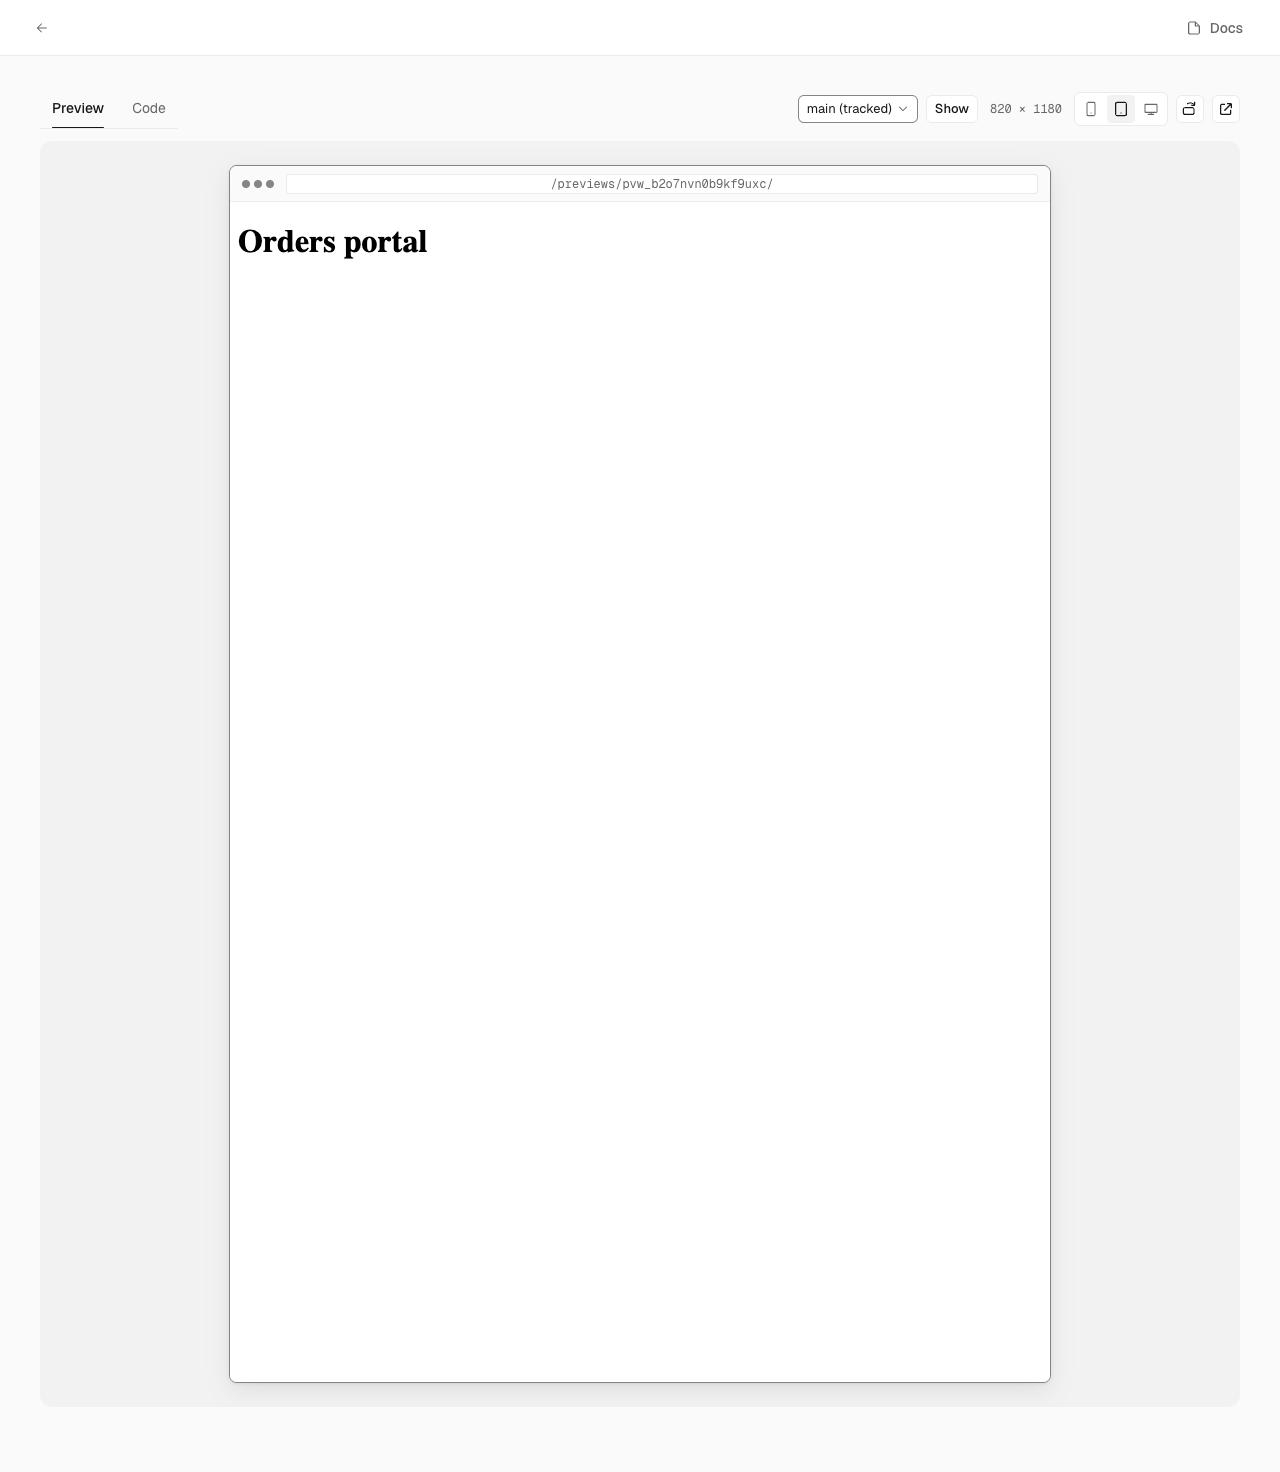 Docs
Preview
Code
main (tracked)
Show
820 × 1180
/previews/pvw_b2o7nvn0b9kf9uxc/
Orders portal